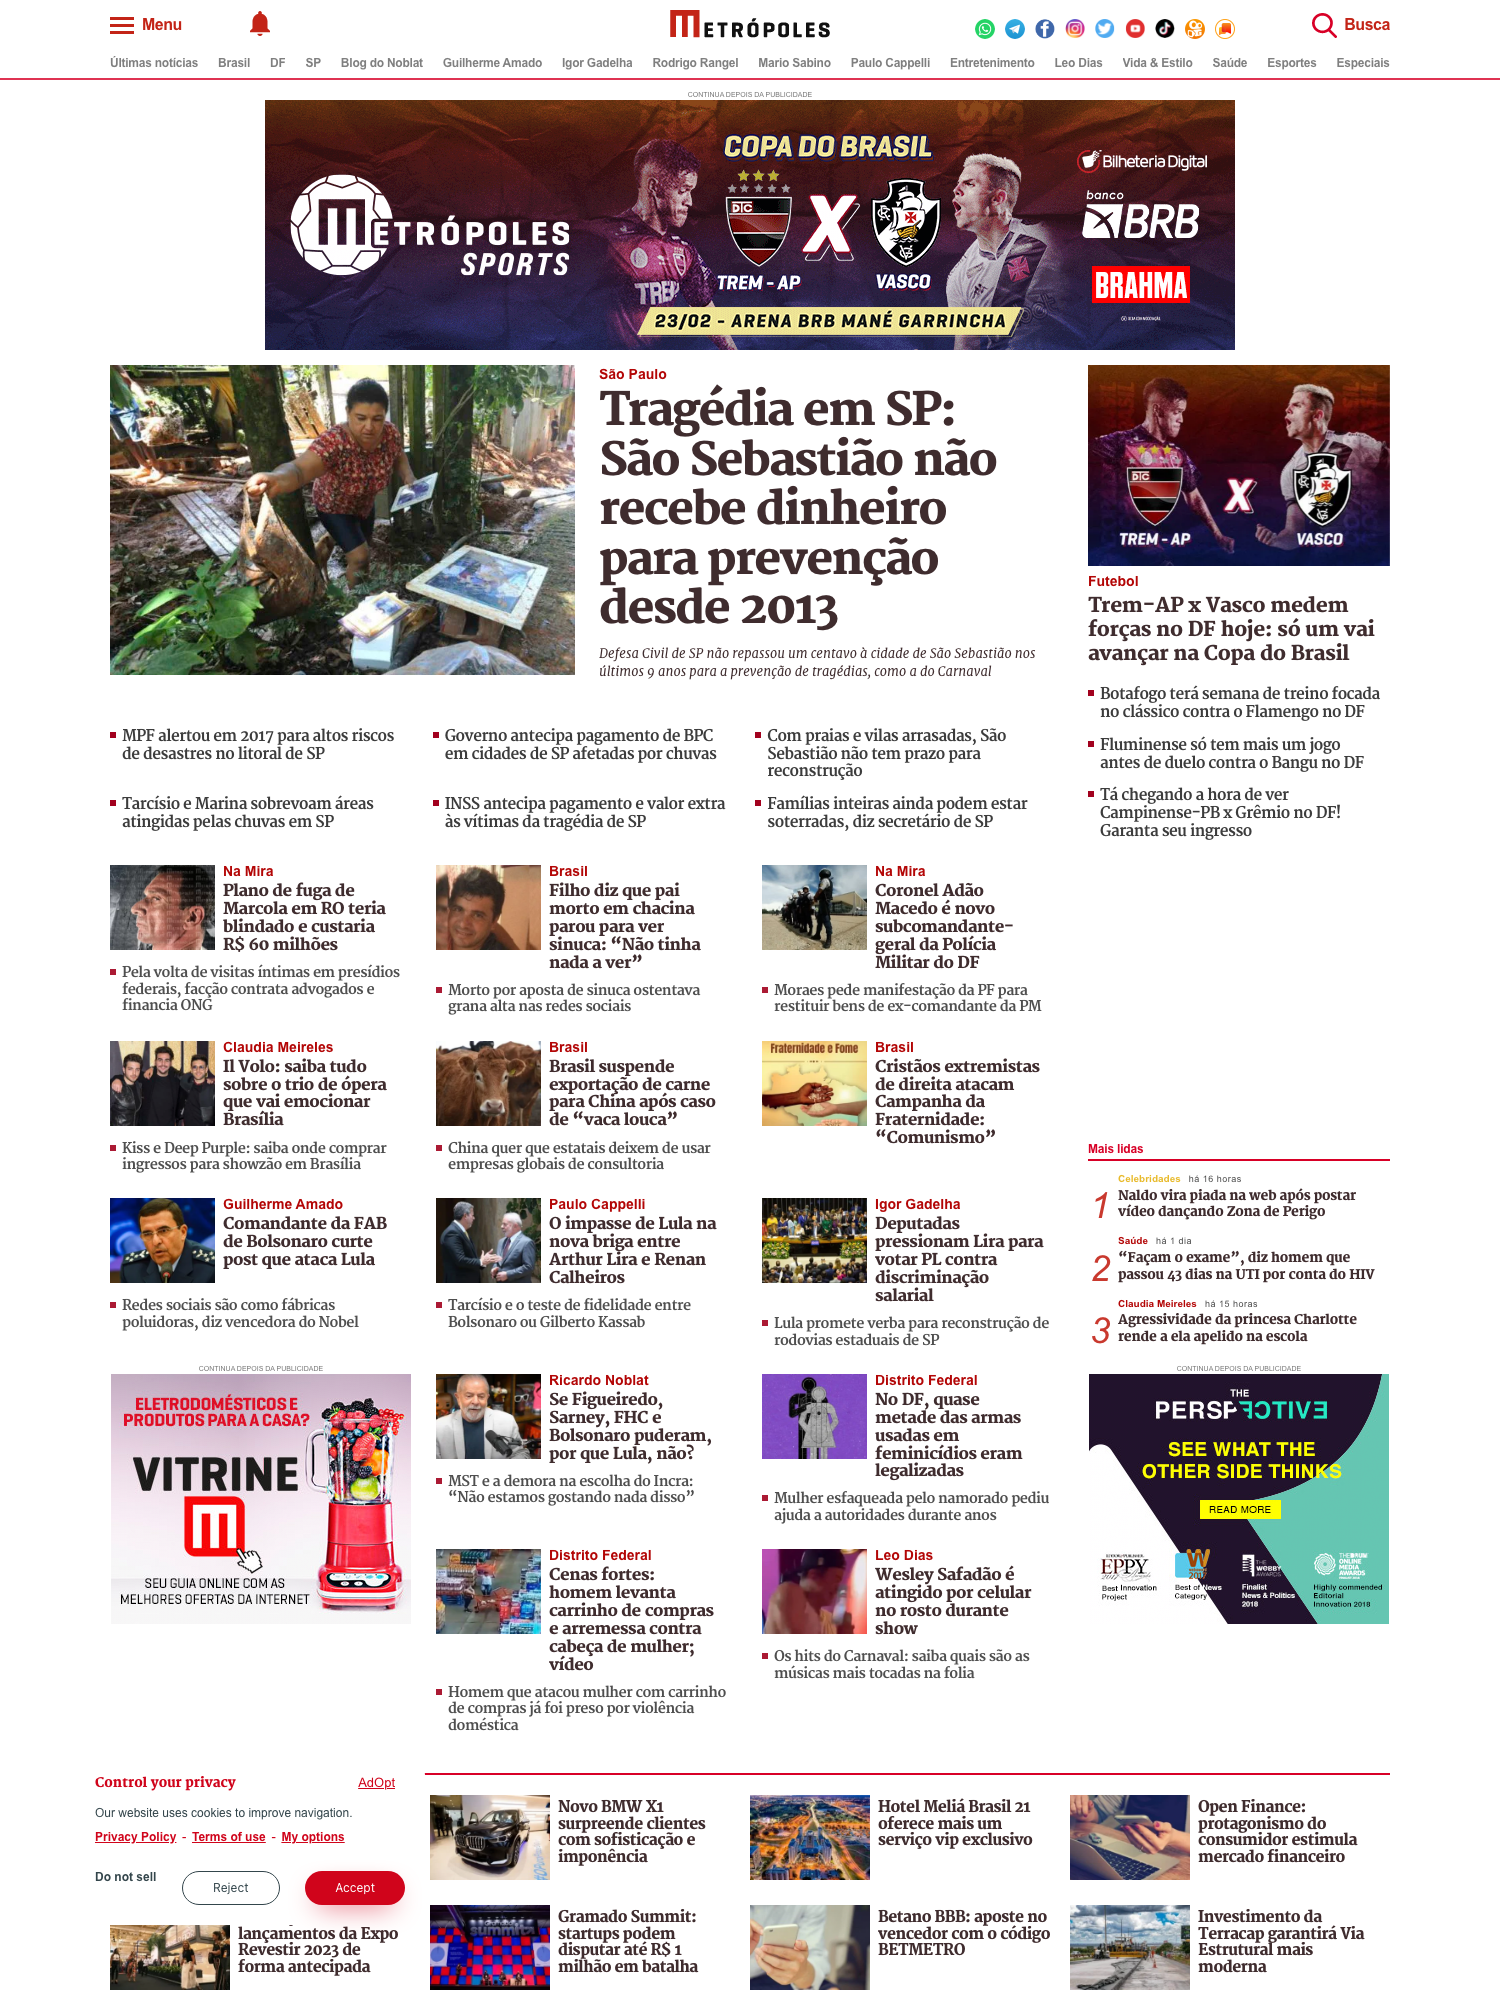 Menu
METRÓPOLES
Busca
Últimas notícias Brasil DF SP Blog do Noblat Guilherme Amado Igor Gadelha Rodrigo Rangel Mario Sabino Paulo Cappelli Entretenimento Leo Dias Vida & Estilo Saúde Esportes Especiais
CONTINUA DEPOIS DA PUBLICIDADE
METRÓPOLES
SPORTS
COPA DO BRASIL
TREM - AP
X
VASCO
23/02 - ARENA BRB MANÉ GARRINCHA
Bilheteria Digital
banco
BRB
BRAHMA
São Paulo
Tragédia em SP:
São Sebastião não
recebe dinheiro
para prevenção
desde 2013
Defesa Civil de SP não repassou um centavo à cidade de São Sebastião nos
últimos 9 anos para a prevenção de tragédias, como a do Carnaval
TREM - AP
X
VASCO
Futebol
Trem-AP x Vasco medem
forças no DF hoje: só um vai
avançar na Copa do Brasil
Botafogo terá semana de treino focada
no clássico contra o Flamengo no DF
Fluminense só tem mais um jogo
antes de duelo contra o Bangu no DF
Tá chegando a hora de ver
Campinense-PB x Grêmio no DF!
Garanta seu ingresso
MPF alertou em 2017 para altos riscos
de desastres no litoral de SP
Governo antecipa pagamento de BPC
em cidades de SP afetadas por chuvas
Com praias e vilas arrasadas, São
Sebastião não tem prazo para
reconstrução
Tarcísio e Marina sobrevoam áreas
atingidas pelas chuvas em SP
INSS antecipa pagamento e valor extra
às vítimas da tragédia de SP
Famílias inteiras ainda podem estar
soterradas, diz secretário de SP
Na Mira
Plano de fuga de
Marcola em RO teria
blindado e custaria
R$ 60 milhões
Pela volta de visitas íntimas em presídios
federais, facção contrata advogados e
financia ONG
Brasil
Filho diz que pai
morto em chacina
parou para ver
sinuca: “Não tinha
nada a ver”
Morto por aposta de sinuca ostentava
grana alta nas redes sociais
Na Mira
Coronel Adão
Macedo é novo
subcomandante-
geral da Polícia
Militar do DF
Moraes pede manifestação da PF para
restituir bens de ex-comandante da PM
Claudia Meireles
Il Volo: saiba tudo
sobre o trio de ópera
que vai emocionar
Brasília
Kiss e Deep Purple: saiba onde comprar
ingressos para showzão em Brasília
Brasil
Brasil suspende
exportação de carne
para China após caso
de “vaca louca”
China quer que estatais deixem de usar
empresas globais de consultoria
Fraternidade e Fome
Brasil
Cristãos extremistas
de direita atacam
Campanha da
Fraternidade:
“Comunismo”
Mais lidas
1
Celebridades há 16 horas
Naldo vira piada na web após postar
vídeo dançando Zona de Perigo
2
Saúde há 1 dia
“Façam o exame”, diz homem que
passou 43 dias na UTI por conta do HIV
3
Claudia Meireles há 15 horas
Agressividade da princesa Charlotte
rende a ela apelido na escola
Guilherme Amado
Comandante da FAB
de Bolsonaro curte
post que ataca Lula
Redes sociais são como fábricas
poluidoras, diz vencedora do Nobel
Paulo Cappelli
O impasse de Lula na
nova briga entre
Arthur Lira e Renan
Calheiros
Tarcísio e o teste de fidelidade entre
Bolsonaro ou Gilberto Kassab
Igor Gadelha
Deputadas
pressionam Lira para
votar PL contra
discriminação
salarial
Lula promete verba para reconstrução de
rodovias estaduais de SP
CONTINUA DEPOIS DA PUBLICIDADE
ELETRODOMÉSTICOS E
PRODUTOS PARA A CASA?
VITRINE
M
SEU GUIA ONLINE COM AS
MELHORES OFERTAS DA INTERNET
Ricardo Noblat
Se Figueiredo,
Sarney, FHC e
Bolsonaro puderam,
por que Lula, não?
MST e a demora na escolha do Incra:
“Não estamos gostando nada disso”
Distrito Federal
No DF, quase
metade das armas
usadas em
feminicídios eram
legalizadas
Mulher esfaqueada pelo namorado pediu
ajuda a autoridades durante anos
CONTINUA DEPOIS DA PUBLICIDADE
THE
PERSPECTIVE
SEE WHAT THE
OTHER SIDE THINKS
READ MORE
EPPY
2017
Best Innovation
Project
W
2017
Best of News
Category
THE
WEBBY
AWARDS
Finalist
News & Politics
2018
THE DRUM
ONLINE
MEDIA
AWARDS
Highly commended
Editorial
Innovation 2018
Distrito Federal
Cenas fortes:
homem levanta
carrinho de compras
e arremessa contra
cabeça de mulher;
vídeo
Homem que atacou mulher com carrinho
de compras já foi preso por violência
doméstica
Leo Dias
Wesley Safadão é
atingido por celular
no rosto durante
show
Os hits do Carnaval: saiba quais são as
músicas mais tocadas na folia
Control your privacy
AdOpt
Our website uses cookies to improve navigation.
Privacy Policy - Terms of use - My options
Do not sell
Reject
Accept
Novo BMW X1
surpreende clientes
com sofisticação e
imponência
Hotel Meliá Brasil 21
oferece mais um
serviço vip exclusivo
Open Finance:
protagonismo do
consumidor estimula
mercado financeiro
lançamentos da Expo
Revestir 2023 de
forma antecipada
summit
Gramado Summit:
startups podem
disputar até R$ 1
milhão em batalha
Betano BBB: aposte no
vencedor com o código
BETMETRO
Investimento da
Terracap garantirá Via
Estrutural mais
moderna